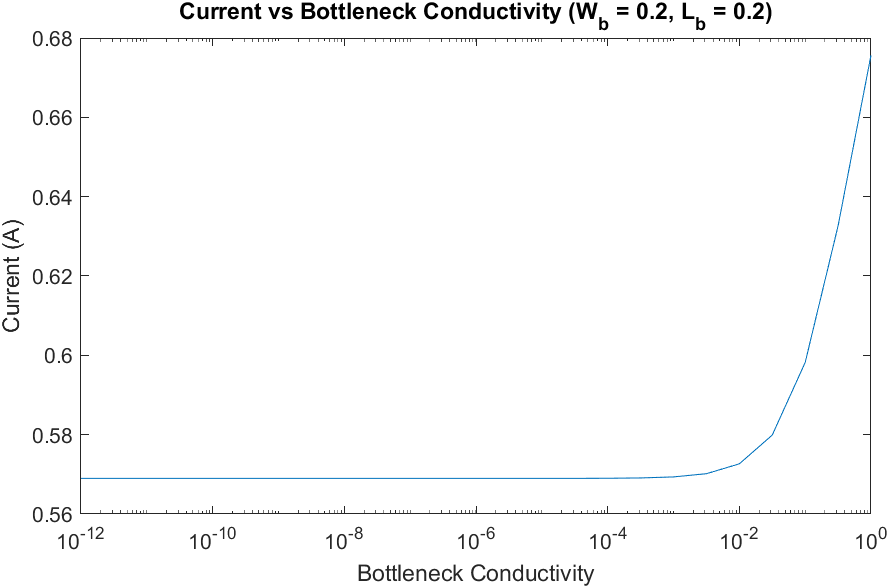 Current vs Bottleneck Conductivity (W_b = 0.2, L_b = 0.2)
0.68
0.66
0.64
0.62
0.6
0.58
0.56
Current (A)
10^-12 10^-10 10^-8 10^-6 10^-4 10^-2 10^0
Bottleneck Conductivity